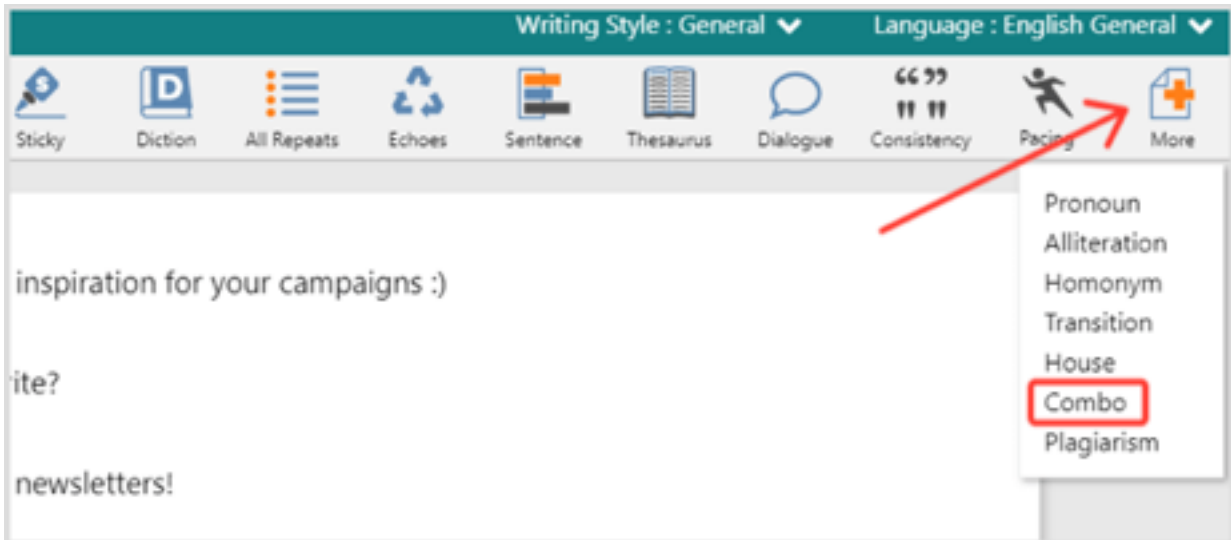 Writing Style : General Language : English General
Sticky Diction All Repeats Echoes Sentence Thesaurus Dialogue Consistency Pacing More
Pronoun
Alliteration
inspiration for your campaigns :)
Homonym
Transition
House
rite?
Combo
Plagiarism
newsletters!